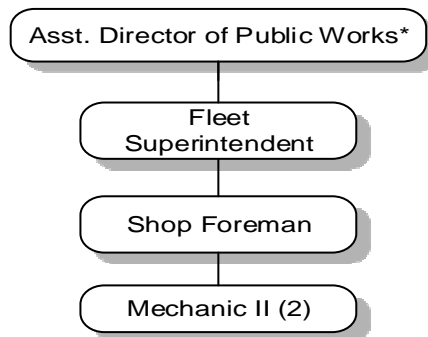 Asst. Director of Public Works*
Fleet
Superintendent
Shop Foreman
Mechanic II (2)